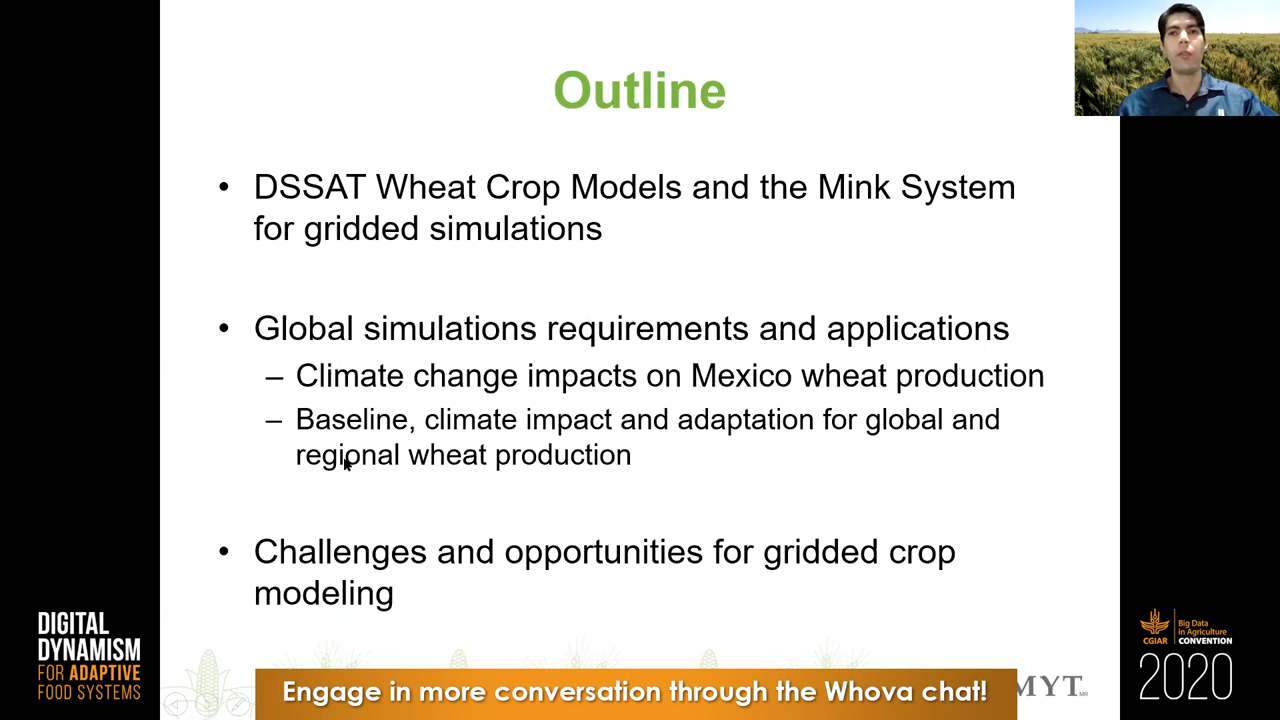 Outline
• DSSAT Wheat Crop Models and the Mink System
for gridded simulations
• Global simulations requirements and applications
– Climate change impacts on Mexico wheat production
– Baseline, climate impact and adaptation for global and
regional wheat production
• Challenges and opportunities for gridded crop
modeling
DIGITAL
DYNAMISM
FOR ADAPTIVE
FOOD SYSTEMS
Engage in more conversation through the Whova chat!
MYT
MR
CGIAR
Big Data
in Agriculture
CONVENTION
2020